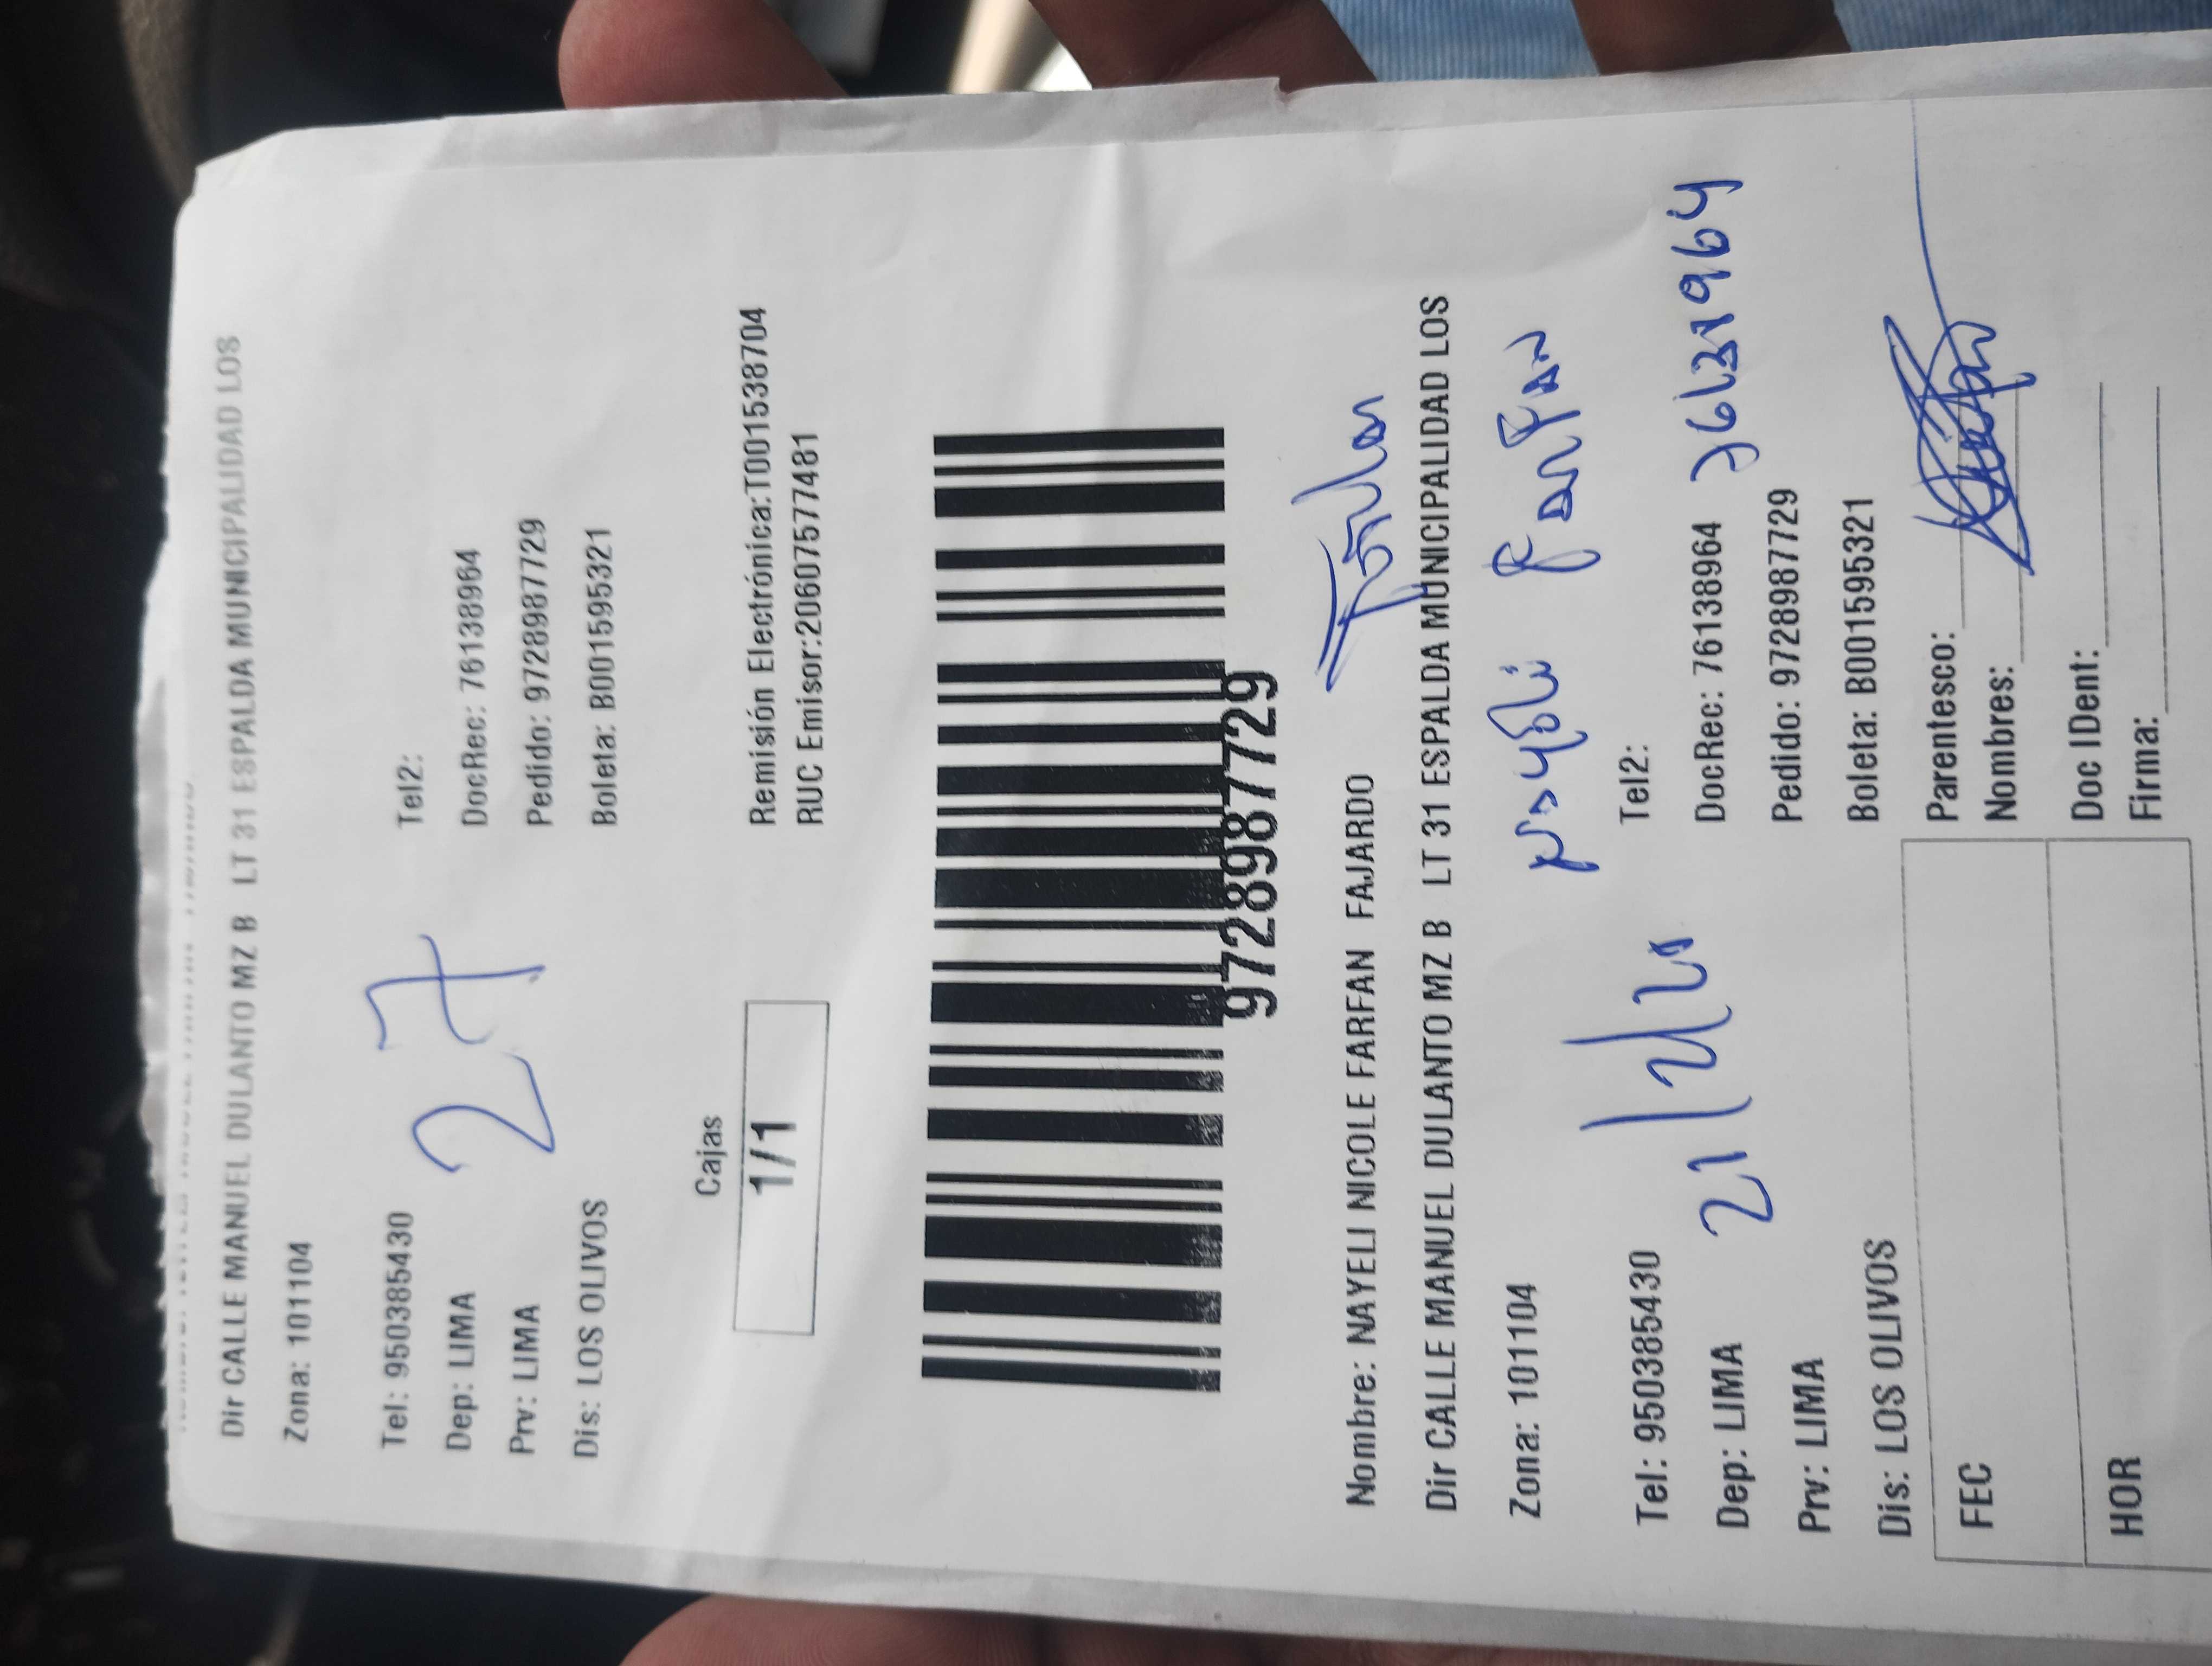 Dir CALLE MANUEL DULANTO MZ B LT 31 ESPALDA MUNICIPALIDAD LOS
Zona: 101104
Tel: 950385430 Tel2:
Dep: LIMA DocRec: 76138964
Prv: LIMA Pedido: 9728987729
Dis: LOS OLIVOS Boleta: B001595321
27
Cajas
1/1
Remisión Electrónica:T001538704
RUC Emisor:20607577481
9728987729
Nombre: NAYELI NICOLE FARFAN FAJARDO
Dir CALLE MANUEL DULANTO MZ B LT 31 ESPALDA MUNICIPALIDAD LOS
Zona: 101104
Nayeli Farfan
Tel: 950385430 Tel2:
Dep: LIMA DocRec: 76138964
Prv: LIMA Pedido: 9728987729
Dis: LOS OLIVOS Boleta: B001595321
FEC Parentesco:
Nombres:
HOR Doc IDent:
Firma: